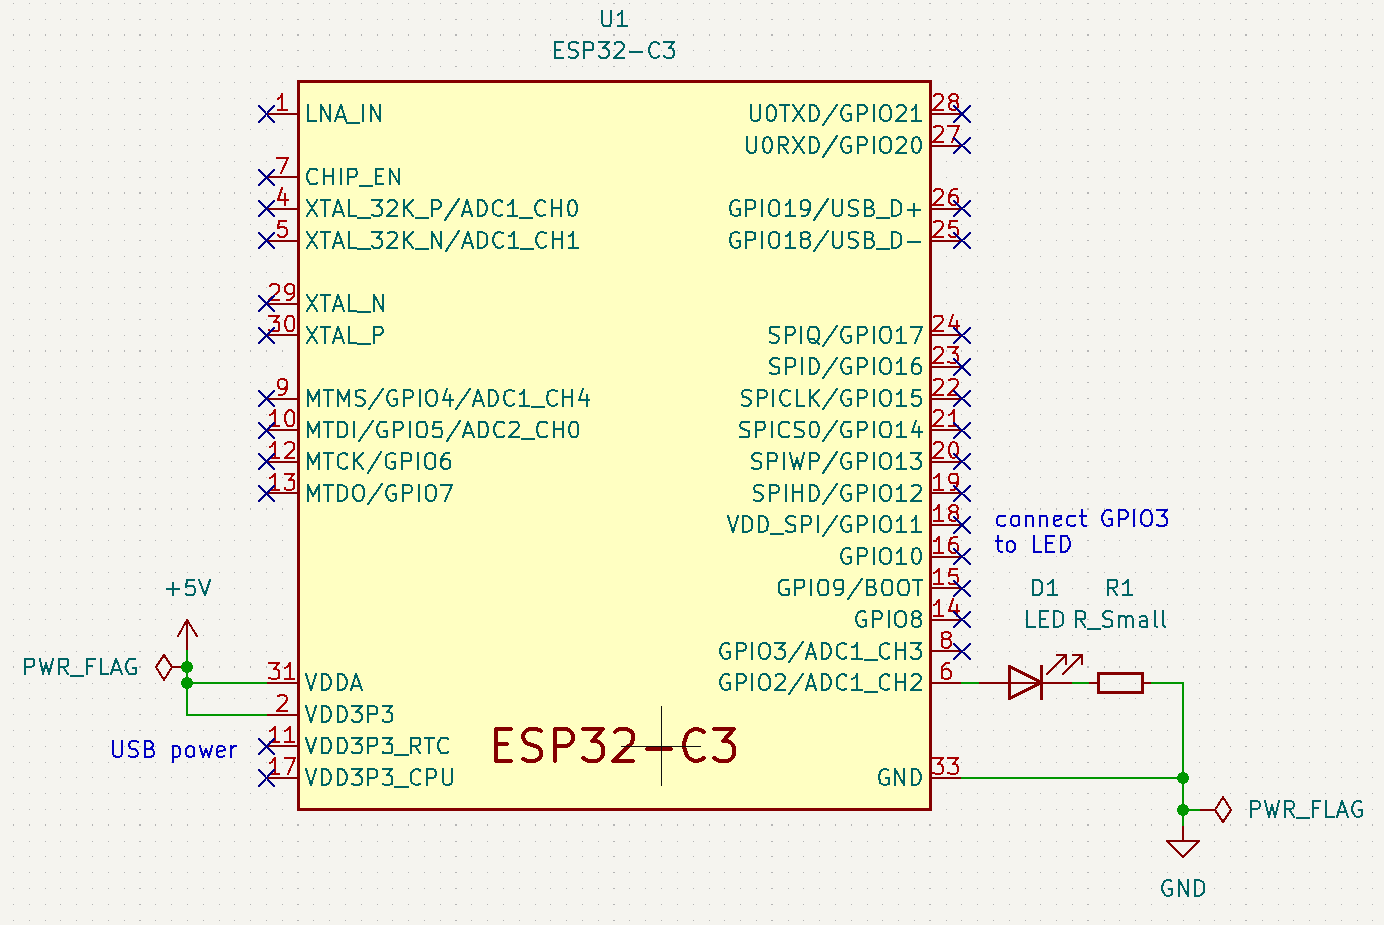 U1
ESP32-C3
1 LNA_IN
U0TXD/GPIO21 28
U0RXD/GPIO20 27
7 CHIP_EN
4 XTAL_32K_P/ADC1_CH0
GPIO19/USB_D+ 26
5 XTAL_32K_N/ADC1_CH1
GPIO18/USB_D- 25
29 XTAL_N
30 XTAL_P
SPIQ/GPIO17 24
SPID/GPIO16 23
9 MTMS/GPIO4/ADC1_CH4
SPICLK/GPIO15 22
10 MTDI/GPIO5/ADC2_CH0
SPICS0/GPIO14 21
12 MTCK/GPIO6
SPIWP/GPIO13 20
13 MTDO/GPIO7
SPIHD/GPIO12 19
VDD_SPI/GPIO11 18
connect GPIO3
to LED
GPIO10 16
+5V
GPIO9/BOOT 15
D1 R1
GPIO8 14
LED R_Small
GPIO3/ADC1_CH3 8
PWR_FLAG
31 VDDA
GPIO2/ADC1_CH2 6
2 VDD3P3
USB power
11 VDD3P3_RTC
ESP32-C3
17 VDD3P3_CPU
GND 33
PWR_FLAG
GND